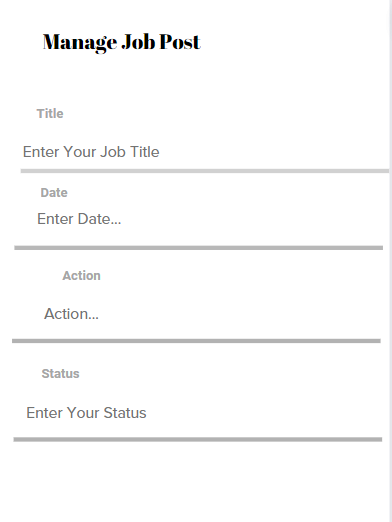 Manage Job Post
Title
Enter Your Job Title
Date
Enter Date...
Action
Action...
Status
Enter Your Status